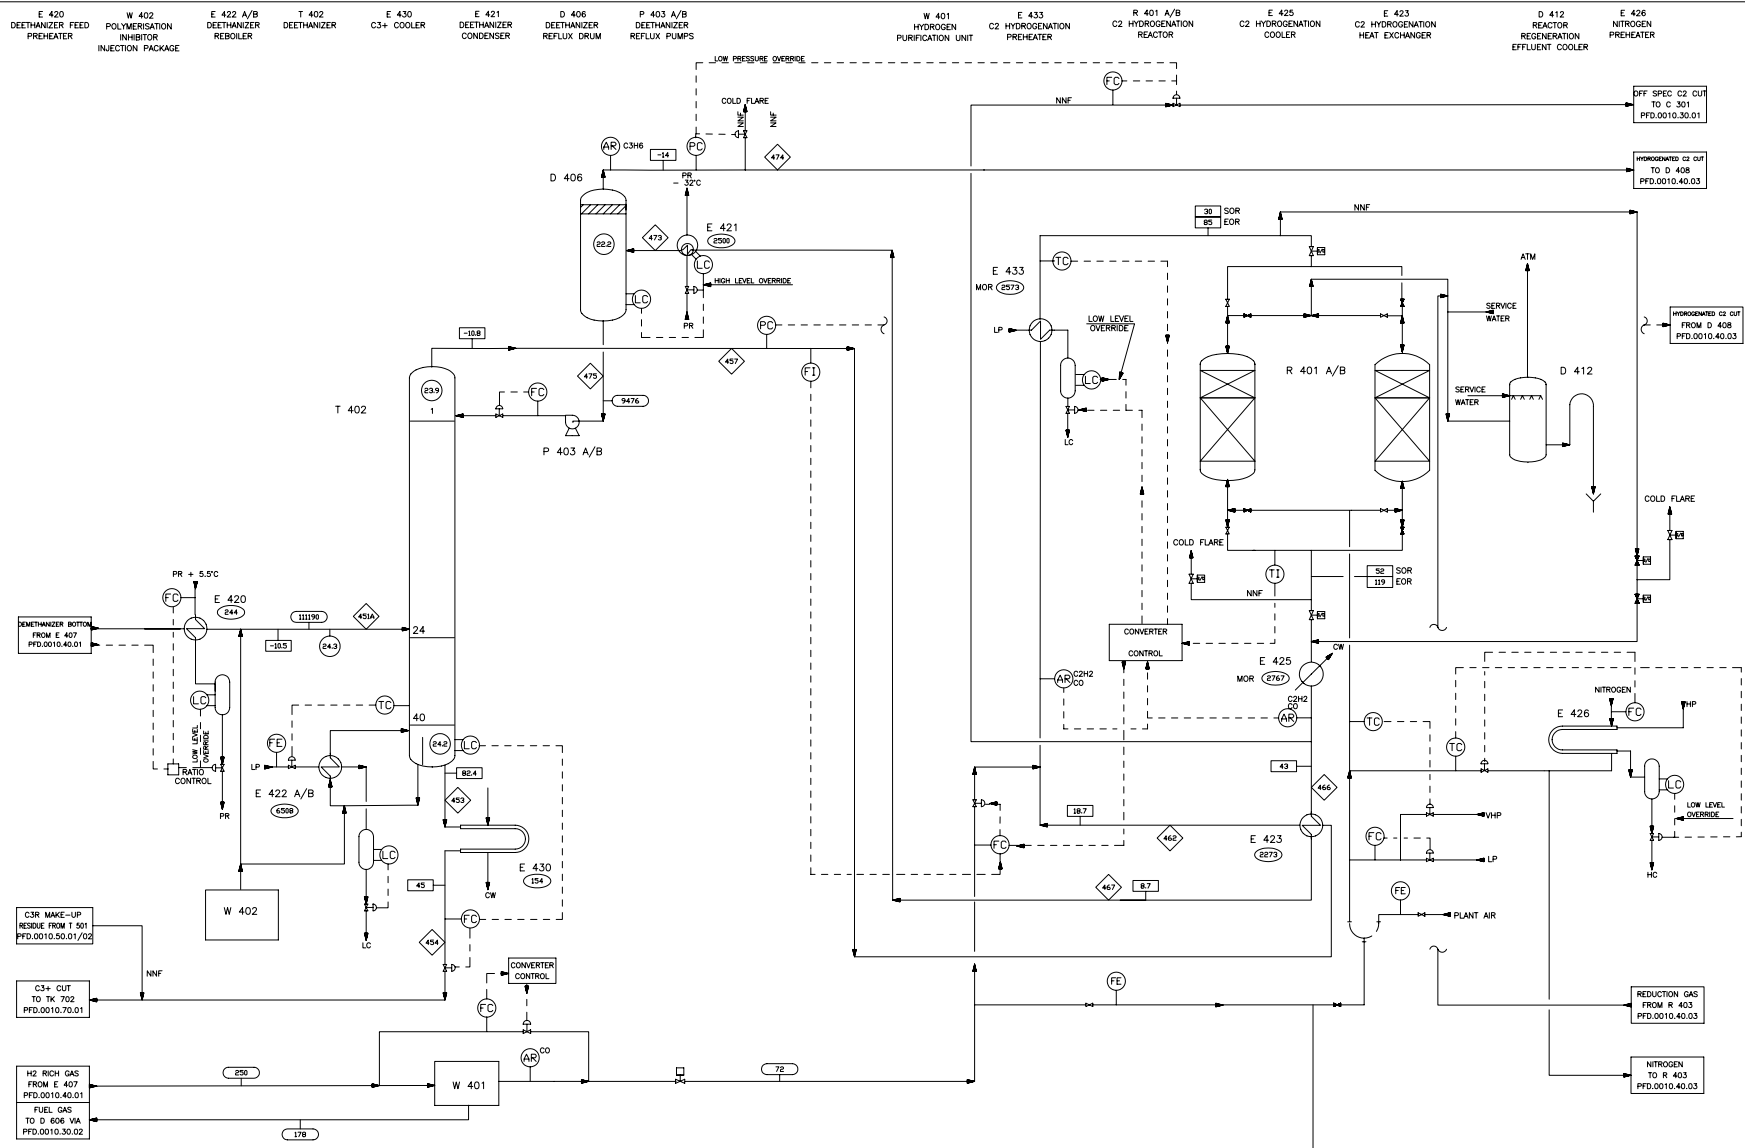 E 420
DEETHANIZER FEED
PREHEATER
W 402
POLYMERISATION
INHIBITOR
INJECTION PACKAGE
E 422 A/B
DEETHANIZER
REBOILER
T 402
DEETHANIZER
E 430
C3+ COOLER
E 421
DEETHANIZER
CONDENSER
D 406
DEETHANIZER
REFLUX DRUM
P 403 A/B
DEETHANIZER
REFLUX PUMPS
W 401
HYDROGEN
PURIFICATION UNIT
E 433
C2 HYDROGENATION
PREHEATER
R 401 A/B
C2 HYDROGENATION
REACTOR
E 425
C2 HYDROGENATION
COOLER
E 423
C2 HYDROGENATION
HEAT EXCHANGER
D 412
REACTOR
REGENERATION
EFFLUENT COOLER
E 426
NITROGEN
PREHEATER
LOW PRESSURE OVERRIDE
FC
NNF
OFF SPEC C2 CUT
TO C 301
PFD.0010.30.01
COLD FLARE
NNF
NNF
AR
C3H6
PC
-14
474
HYDROGENATED C2 CUT
TO D 408
PFD.0010.40.03
D 406
PR
- 32°C
22.2
473
E 421
2500
LC
HIGH LEVEL OVERRIDE
LC
PR
30 SOR
85 EOR
NNF
TC
E 433
MOR 2573
LP
LOW LEVEL
OVERRIDE
LC
LC
ATM
SERVICE
WATER
HYDROGENATED C2 CUT
FROM D 408
PFD.0010.40.03
-10.8
PC
457
FI
475
9476
23.9
1
T 402
FC
P 403 A/B
R 401 A/B
D 412
SERVICE
WATER
COLD FLARE
COLD FLARE
TI
52 SOR
119 EOR
NNF
PR + 5.5°C
FC
E 420
244
111190
451A
DEMETHANIZER BOTTOM
FROM E 407
PFD.0010.40.01
-10.5
24.3
24
CONVERTER
CONTROL
E 425
MOR 2767
CW
AR
C2H2
CO
C2H2
CO
AR
LC
LOW LEVEL
OVERRIDE
RATIO
CONTROL
PR
TC
40
24.2
LC
FE
LP
E 422 A/B
6508
82.4
453
LC
LC
E 430
154
CW
45
FC
454
W 402
C3R MAKE-UP
RESIDUE FROM T 501
PFD.0010.50.01/02
NNF
C3+ CUT
TO TK 702
PFD.0010.70.01
CONVERTER
CONTROL
FC
AR
CO
W 401
H2 RICH GAS
FROM E 407
PFD.0010.40.01
250
FUEL GAS
TO D 606 VIA
PFD.0010.30.02
178
72
43
466
18.7
462
E 423
2273
FC
467
8.7
TC
TC
NITROGEN
FC
E 426
HP
LC
LOW LEVEL
OVERRIDE
HC
VHP
FC
LP
FE
PLANT AIR
FE
REDUCTION GAS
FROM R 403
PFD.0010.40.03
NITROGEN
TO R 403
PFD.0010.40.03